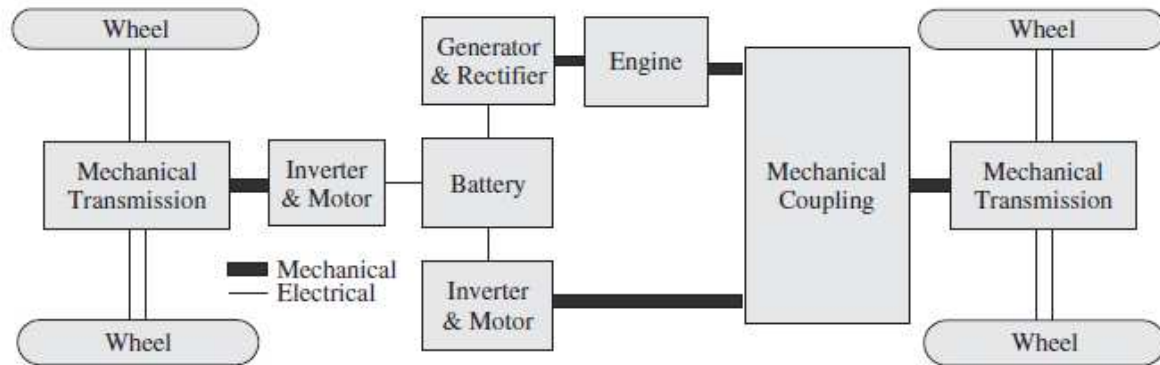 Wheel
Generator
& Rectifier
Engine
Wheel
Mechanical
Transmission
Inverter
& Motor
Battery
Mechanical
Coupling
Mechanical
Transmission
Mechanical
Electrical
Inverter
& Motor
Wheel
Wheel